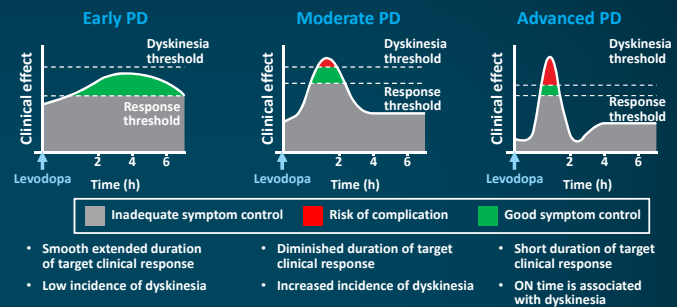 Early PD
Clinical effect
Dyskinesia
threshold
Response
threshold
2 4 6
Levodopa
Time (h)
Moderate PD
Clinical effect
Dyskinesia
threshold
Response
threshold
2 4 6
Levodopa
Time (h)
Advanced PD
Clinical effect
Dyskinesia
threshold
Response
threshold
2 4 6
Levodopa
Time (h)
Inadequate symptom control
Risk of complication
Good symptom control
• Smooth extended duration
of target clinical response
• Low incidence of dyskinesia
• Diminished duration of target
clinical response
• Increased incidence of dyskinesia
• Short duration of target
clinical response
• ON time is associated
with dyskinesia